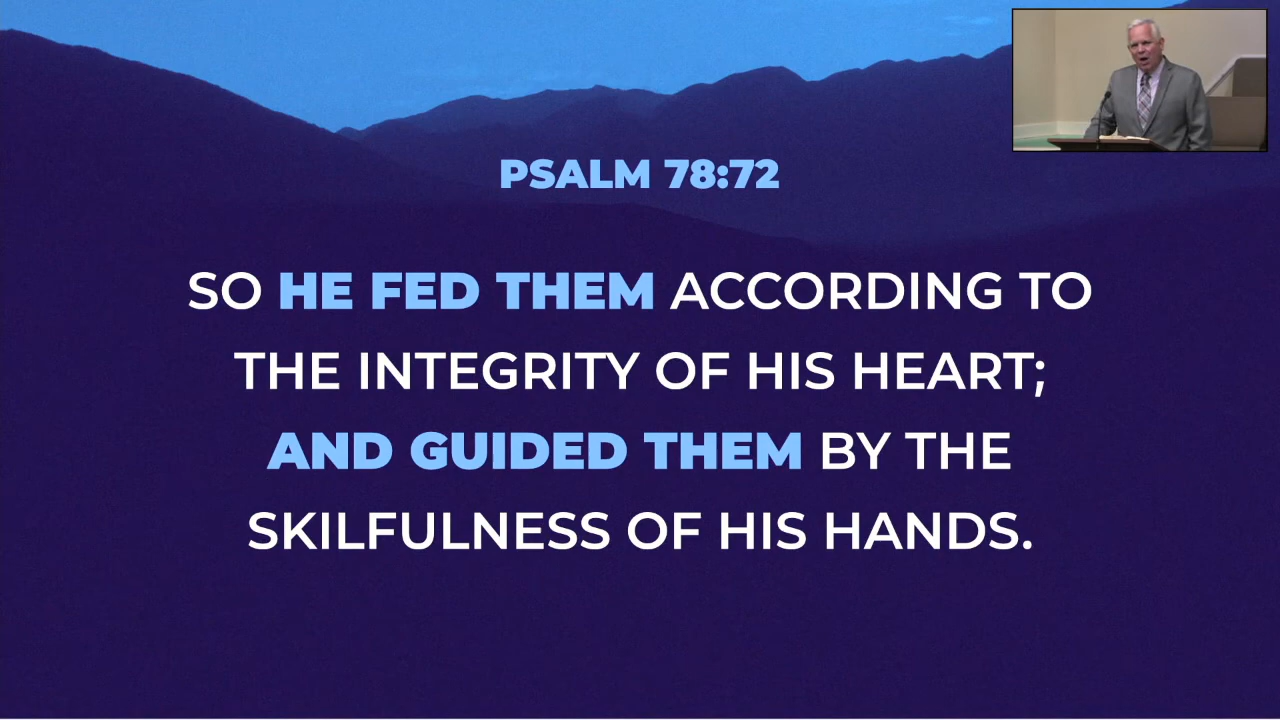 PSALM 78:72
SO HE FED THEM ACCORDING TO
THE INTEGRITY OF HIS HEART;
AND GUIDED THEM BY THE
SKILFULNESS OF HIS HANDS.